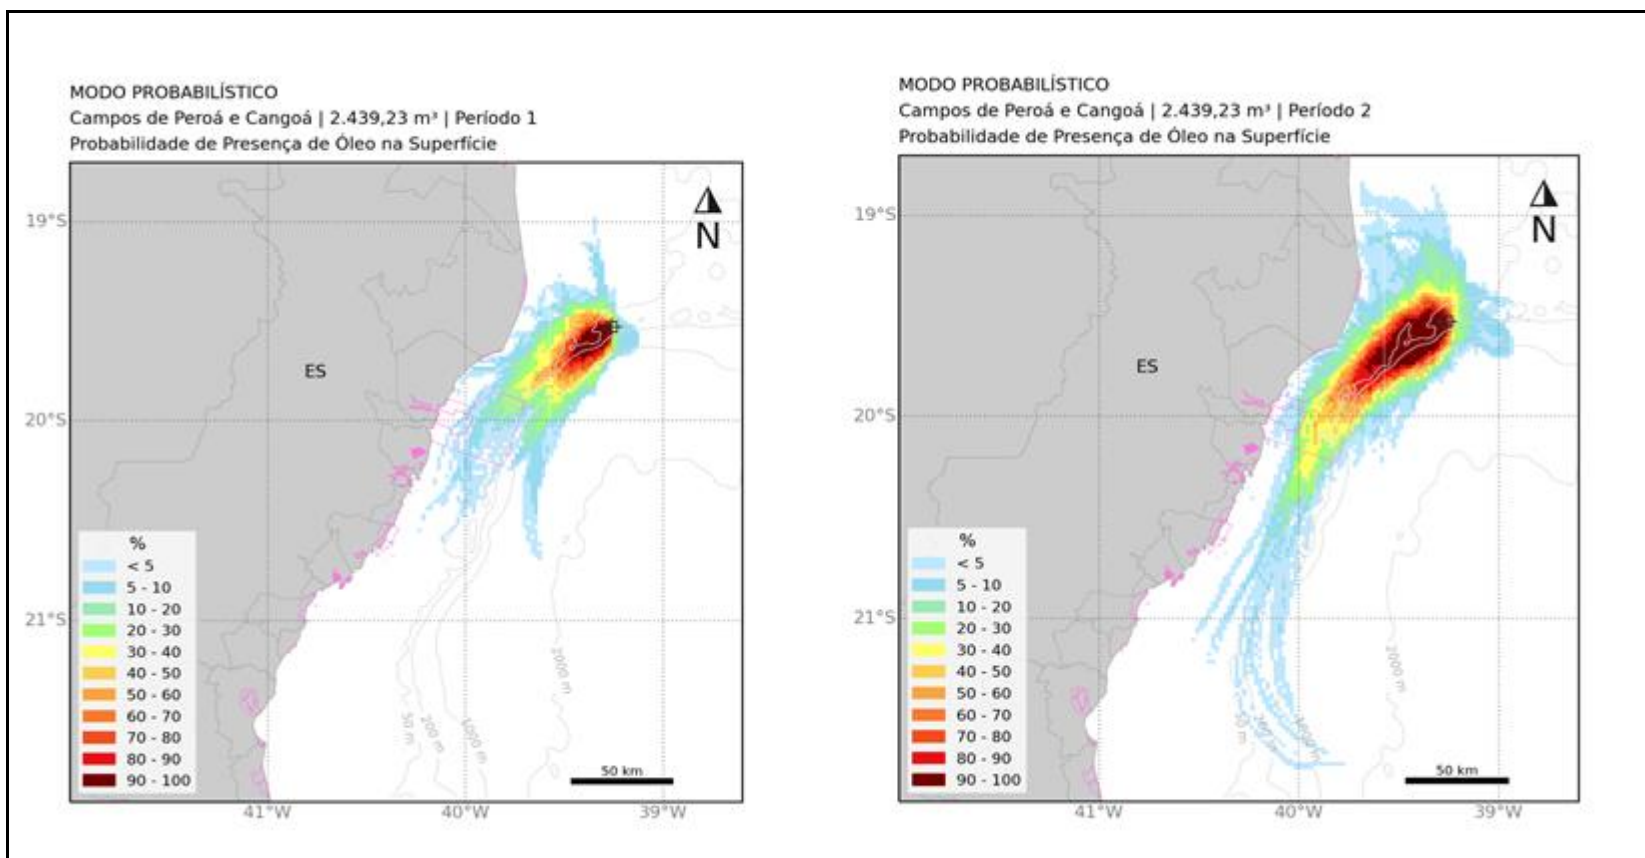 MODO PROBABILÍSTICO
Campos de Peroá e Cangoá | 2.439,23 m³ | Período 1
Probabilidade de Presença de Óleo na Superfície
N
19°S
ES
20°S
%
< 5
5 - 10
10 - 20
21°S
20 - 30
30 - 40
40 - 50
50 - 60
60 - 70
70 - 80
80 - 90
90 - 100
2000 m
50 m
200 m
1000 m
50 km
41°W
40°W
39°W
MODO PROBABILÍSTICO
Campos de Peroá e Cangoá | 2.439,23 m³ | Período 2
Probabilidade de Presença de Óleo na Superfície
N
19°S
ES
20°S
%
< 5
5 - 10
10 - 20
21°S
20 - 30
30 - 40
40 - 50
50 - 60
60 - 70
70 - 80
80 - 90
90 - 100
2000 m
50 m
50 km
41°W
40°W
39°W